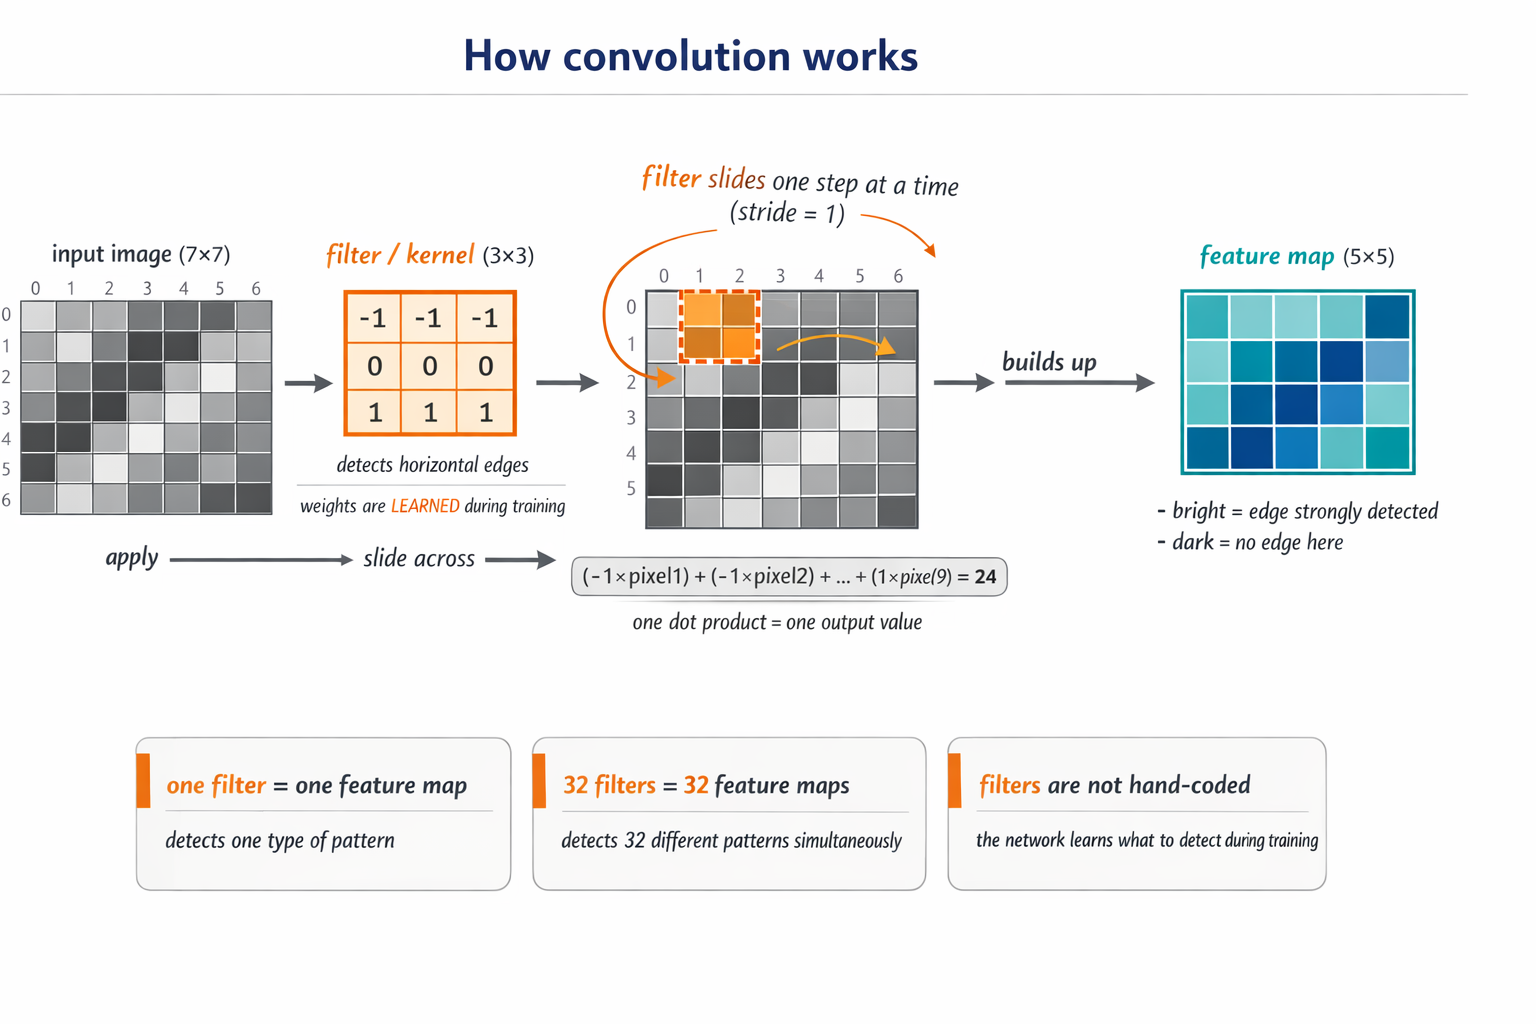 How convolution works
filter slides one step at a time
(stride = 1)
input image (7×7)
0 1 2 3 4 5 6
0
1
2
3
4
5
6
filter / kernel (3×3)
-1 -1 -1
0 0 0
1 1 1
detects horizontal edges
weights are LEARNED during training
0 1 2 3 4 5 6
0
1
2
3
4
5
builds up
feature map (5×5)
- bright = edge strongly detected
- dark = no edge here
apply
slide across
(-1×pixel1) + (-1×pixel2) + ... + (1×pixe(9) = 24
one dot product = one output value
one filter = one feature map
detects one type of pattern
32 filters = 32 feature maps
detects 32 different patterns simultaneously
filters are not hand-coded
the network learns what to detect during training